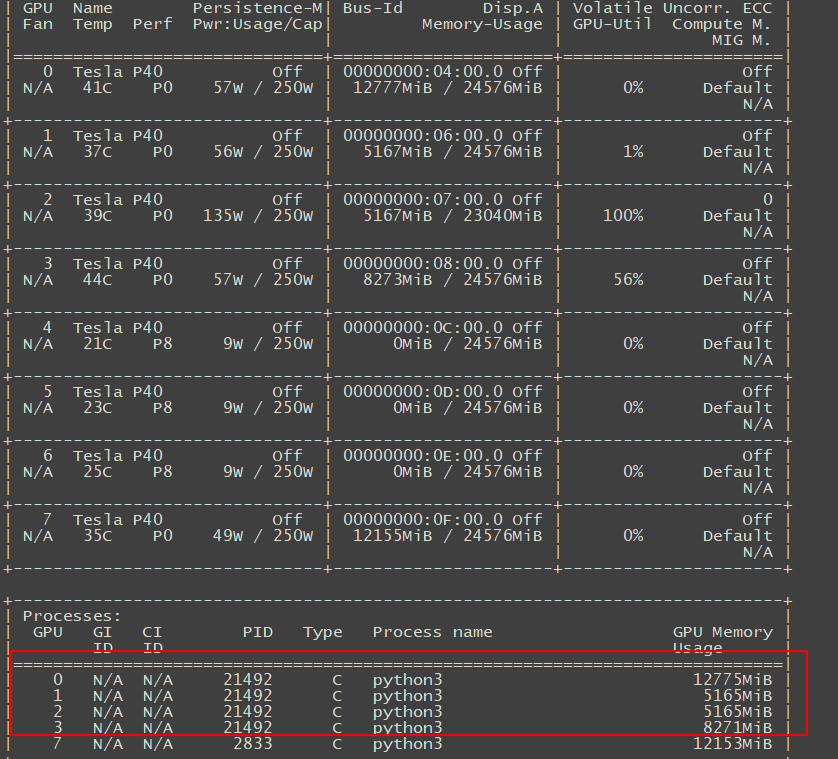 | GPU  Name        Persistence-M| Bus-Id        Disp.A | Volatile Uncorr. ECC |
| Fan  Temp  Perf  Pwr:Usage/Cap|         Memory-Usage | GPU-Util  Compute M. |
|                               |                      |               MIG M. |
|===============================+======================+======================|
|   0  Tesla P40           Off  | 00000000:04:00.0 Off |                  Off |
| N/A   41C    P0    57W / 250W |  12777MiB / 24576MiB |      0%      Default |
|                               |                      |                  N/A |
+-------------------------------+----------------------+----------------------+
|   1  Tesla P40           Off  | 00000000:06:00.0 Off |                  Off |
| N/A   37C    P0    56W / 250W |   5167MiB / 24576MiB |      1%      Default |
|                               |                      |                  N/A |
+-------------------------------+----------------------+----------------------+
|   2  Tesla P40           Off  | 00000000:07:00.0 Off |                    0 |
| N/A   39C    P0   135W / 250W |   5167MiB / 23040MiB |    100%      Default |
|                               |                      |                  N/A |
+-------------------------------+----------------------+----------------------+
|   3  Tesla P40           Off  | 00000000:08:00.0 Off |                  Off |
| N/A   44C    P0    57W / 250W |   8273MiB / 24576MiB |     56%      Default |
|                               |                      |                  N/A |
+-------------------------------+----------------------+----------------------+
|   4  Tesla P40           Off  | 00000000:0C:00.0 Off |                  Off |
| N/A   21C    P8     9W / 250W |      0MiB / 24576MiB |      0%      Default |
|                               |                      |                  N/A |
+-------------------------------+----------------------+----------------------+
|   5  Tesla P40           Off  | 00000000:0D:00.0 Off |                  Off |
| N/A   23C    P8     9W / 250W |      0MiB / 24576MiB |      0%      Default |
|                               |                      |                  N/A |
+-------------------------------+----------------------+----------------------+
|   6  Tesla P40           Off  | 00000000:0E:00.0 Off |                  Off |
| N/A   25C    P8     9W / 250W |      0MiB / 24576MiB |      0%      Default |
|                               |                      |                  N/A |
+-------------------------------+----------------------+----------------------+
|   7  Tesla P40           Off  | 00000000:0F:00.0 Off |                  Off |
| N/A   35C    P0    49W / 250W |  12155MiB / 24576MiB |      0%      Default |
|                               |                      |                  N/A |
+-------------------------------+----------------------+----------------------+
+-----------------------------------------------------------------------------+
| Processes:                                                                  |
|  GPU   GI   CI        PID   Type   Process name                  GPU Memory |
|        ID   ID                                                   Usage      |
|=============================================================================|
|    0   N/A  N/A     21492      C   python3                         12775MiB |
|    1   N/A  N/A     21492      C   python3                          5165MiB |
|    2   N/A  N/A     21492      C   python3                          5165MiB |
|    3   N/A  N/A     21492      C   python3                          8271MiB |
|    7   N/A  N/A      2833      C   python3                         12153MiB |